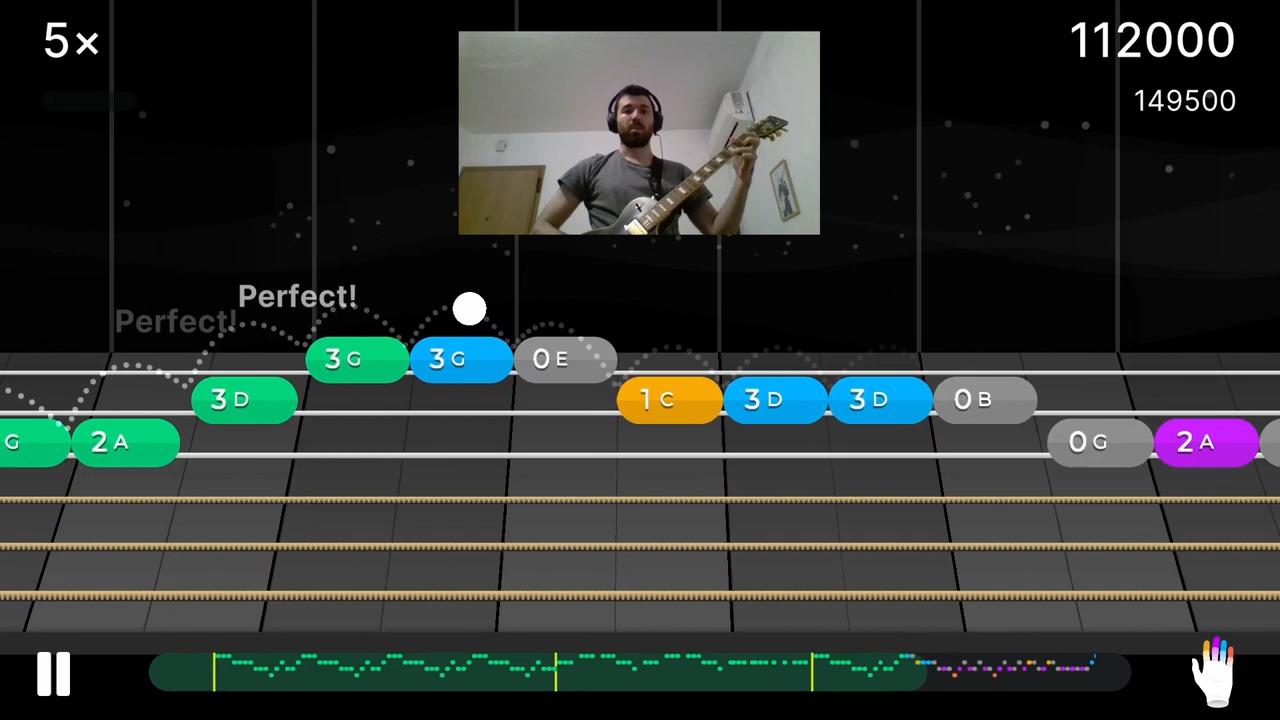 5×
112000
149500
Perfect!
Perfect!
3 G 3 G 0 E
3 D 1 C 3 D 3 D 0 B
G 2 A 0 G 2 A